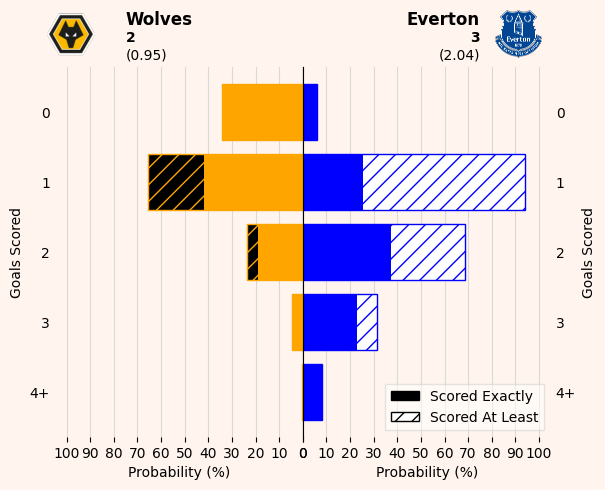 Wolves
2
(0.95)
Everton
3
(2.04)
Everton
0 0
1 1
2 2
3 3
4+ 4+
Goals Scored
Goals Scored
Scored Exactly
Scored At Least
100 90 80 70 60 50 40 30 20 10 0 0 10 20 30 40 50 60 70 80 90 100
Probability (%) Probability (%)